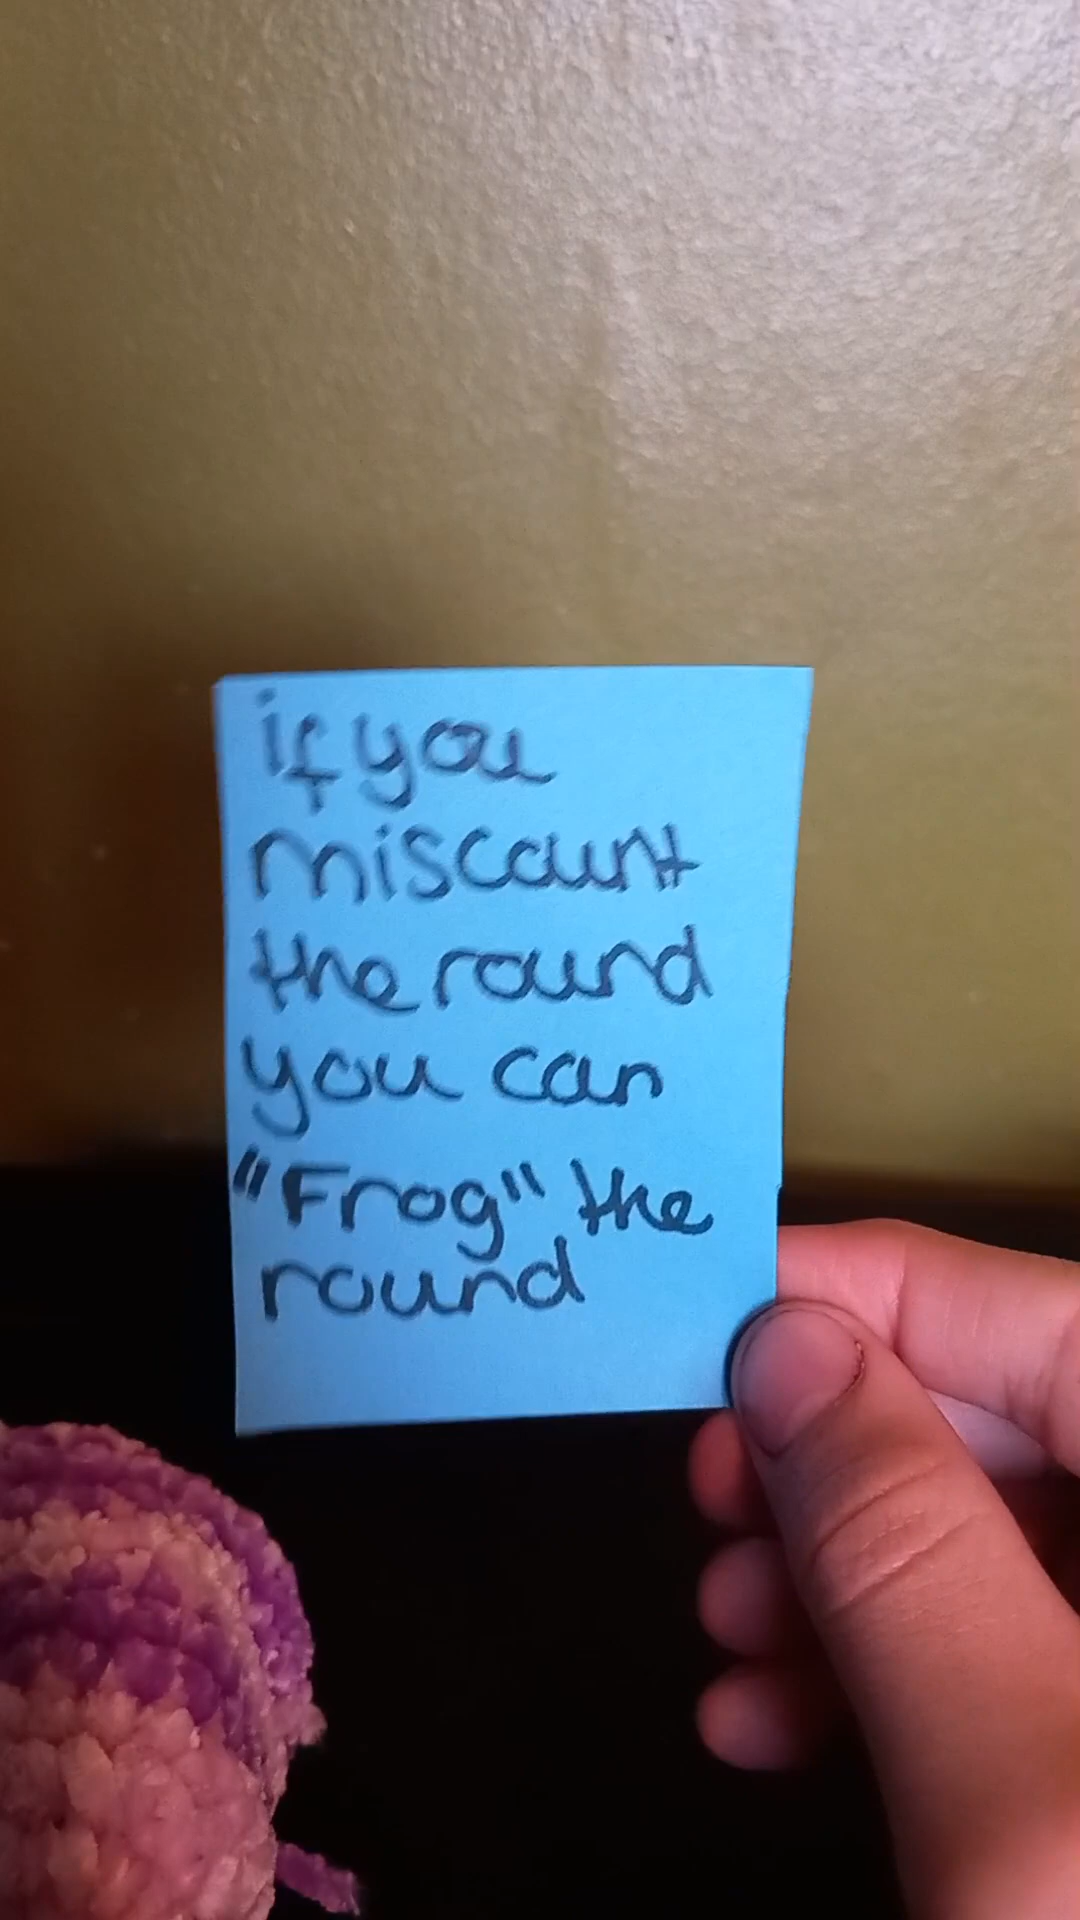 if you
miscount
the round
you can
"Frog" the
round